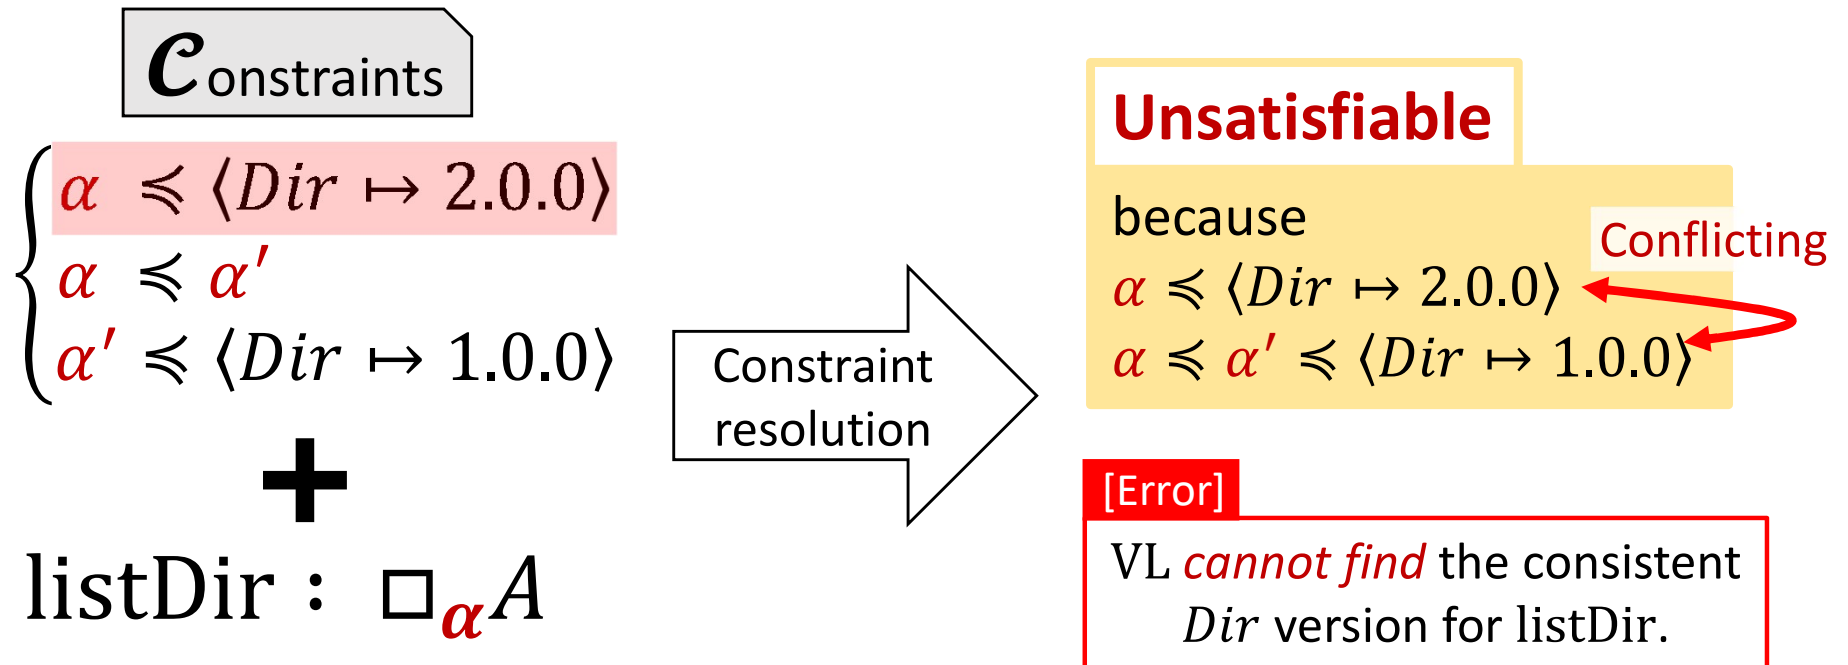 𝓒onstraints
α ≼ ⟨Dir ↦ 2.0.0⟩
α ≼ α′
α′ ≼ ⟨Dir ↦ 1.0.0⟩
+
listDir : □α A
Constraint
resolution
Unsatisfiable
because
Conflicting
α ≼ ⟨Dir ↦ 2.0.0⟩
α ≼ α′ ≼ ⟨Dir ↦ 1.0.0⟩
[Error]
VL cannot find the consistent
Dir version for listDir.